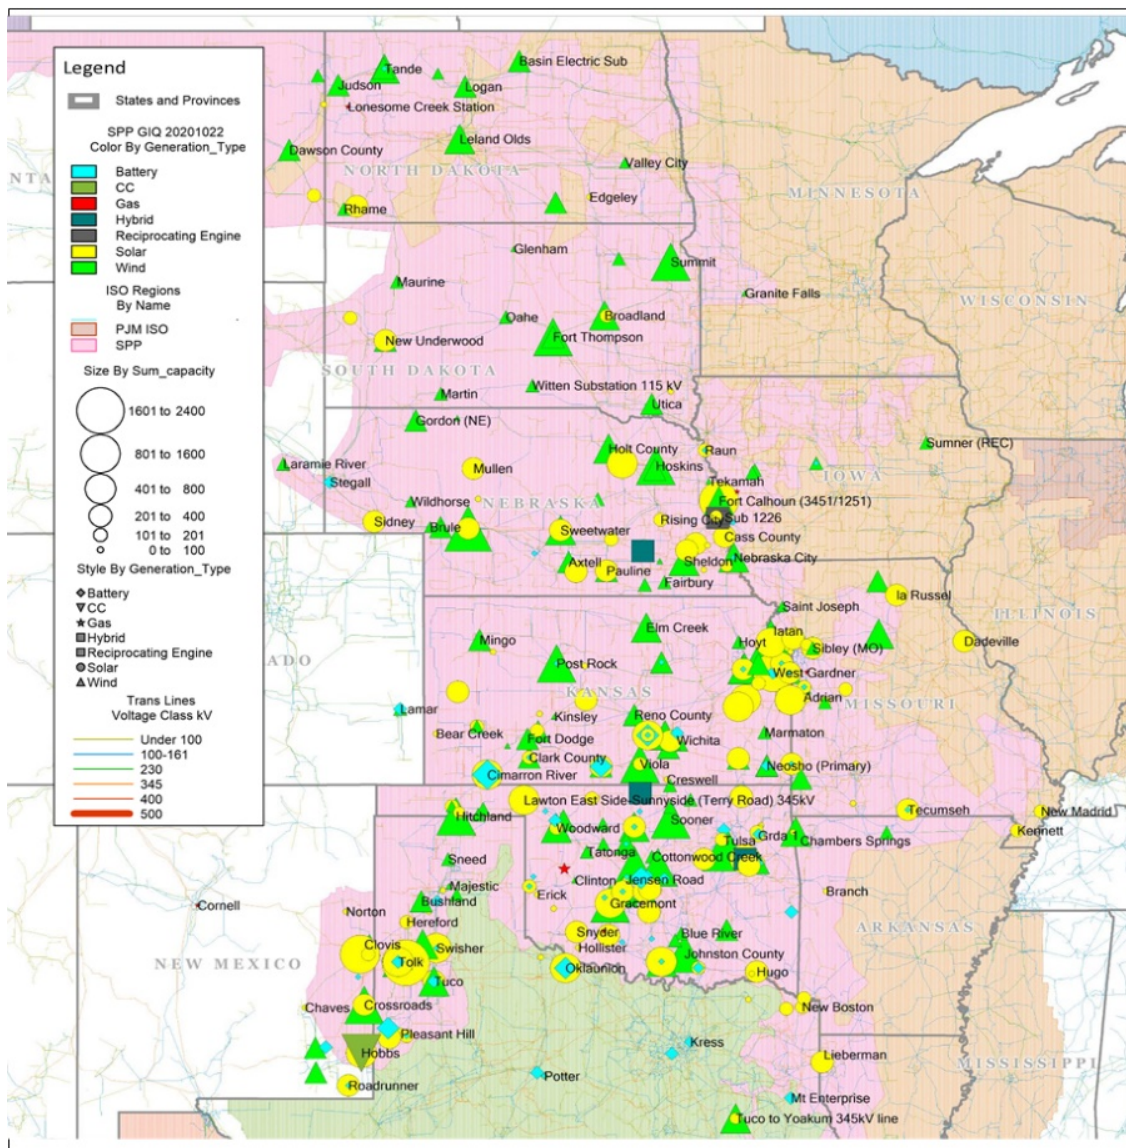 Legend
States and Provinces
SPP GIQ 20201022
Color By Generation_Type
Battery
CC
Gas
Hybrid
Reciprocating Engine
Solar
Wind
ISO Regions
By Name
PJM ISO
SPP
Size By Sum_capacity
1601 to 2400
801 to 1600
401 to 800
201 to 400
101 to 201
0 to 100
Style By Generation_Type
Battery
CC
Gas
Hybrid
Reciprocating Engine
Solar
Wind
Trans Lines
Voltage Class kV
Under 100
100-161
230
345
400
500
Tande
Basin Electric Sub
Judson
Logan
Lonesome Creek Station
Leland Olds
Dawson County
Valley City
NTA
NORTH DAKOTA
MINNESOTA
Edgeley
Rhame
Glenham
Summit
Maurine
Granite Falls
WISCONSIN
Oahe
Broadland
New Underwood
Fort Thompson
SOUTH DAKOTA
Witten Substation 115 kV
Martin
Utica
Gordon (NE)
Sumner (REC)
Holt County
Raun
Laramie River
Mullen
Hoskins
IOWA
Stegall
Tekamah
Wildhorse
NEBRASKA
Fort Calhoun (3451/1251)
Sidney
Rising City
Sub 1226
Brule
Sweetwater
Cass County
Axtell
Sheldon
Nebraska City
Pauline
Fairbury
la Russel
Saint Joseph
ILLINOIS
Elm Creek
Iatan
Mingo
Hoyt
Dadeville
Sibley (MO)
ADO
Post Rock
West Gardner
KANSAS
Adrian
MISSOURI
Lamar
Kinsley
Reno County
Bear Creek
Fort Dodge
Wichita
Marmaton
Clark County
Viola
Neosho (Primary)
Cimarron River
Creswell
Lawton East Side-Sunnyside (Terry Road) 345kV
Tecumseh
New Madrid
Hitchland
Woodward
Sooner
Kennett
Tulsa
Grda 1
Chambers Springs
Sneed
Tatonga
Cottonwood Creek
Clinton
Jensen Road
Majestic
Erick
Branch
Bushland
Cornell
Norton
Gracemont
Hereford
Snyder
Blue River
ARKANSAS
Clovis
Swisher
Hollister
Johnston County
NEW MEXICO
Tolk
Oklaunion
Hugo
Tuco
Chaves
Crossroads
New Boston
Pleasant Hill
Kress
Hobbs
Lieberman
MISSISSIPPI
Potter
Roadrunner
Mt Enterprise
Tuco to Yoakum 345kV line